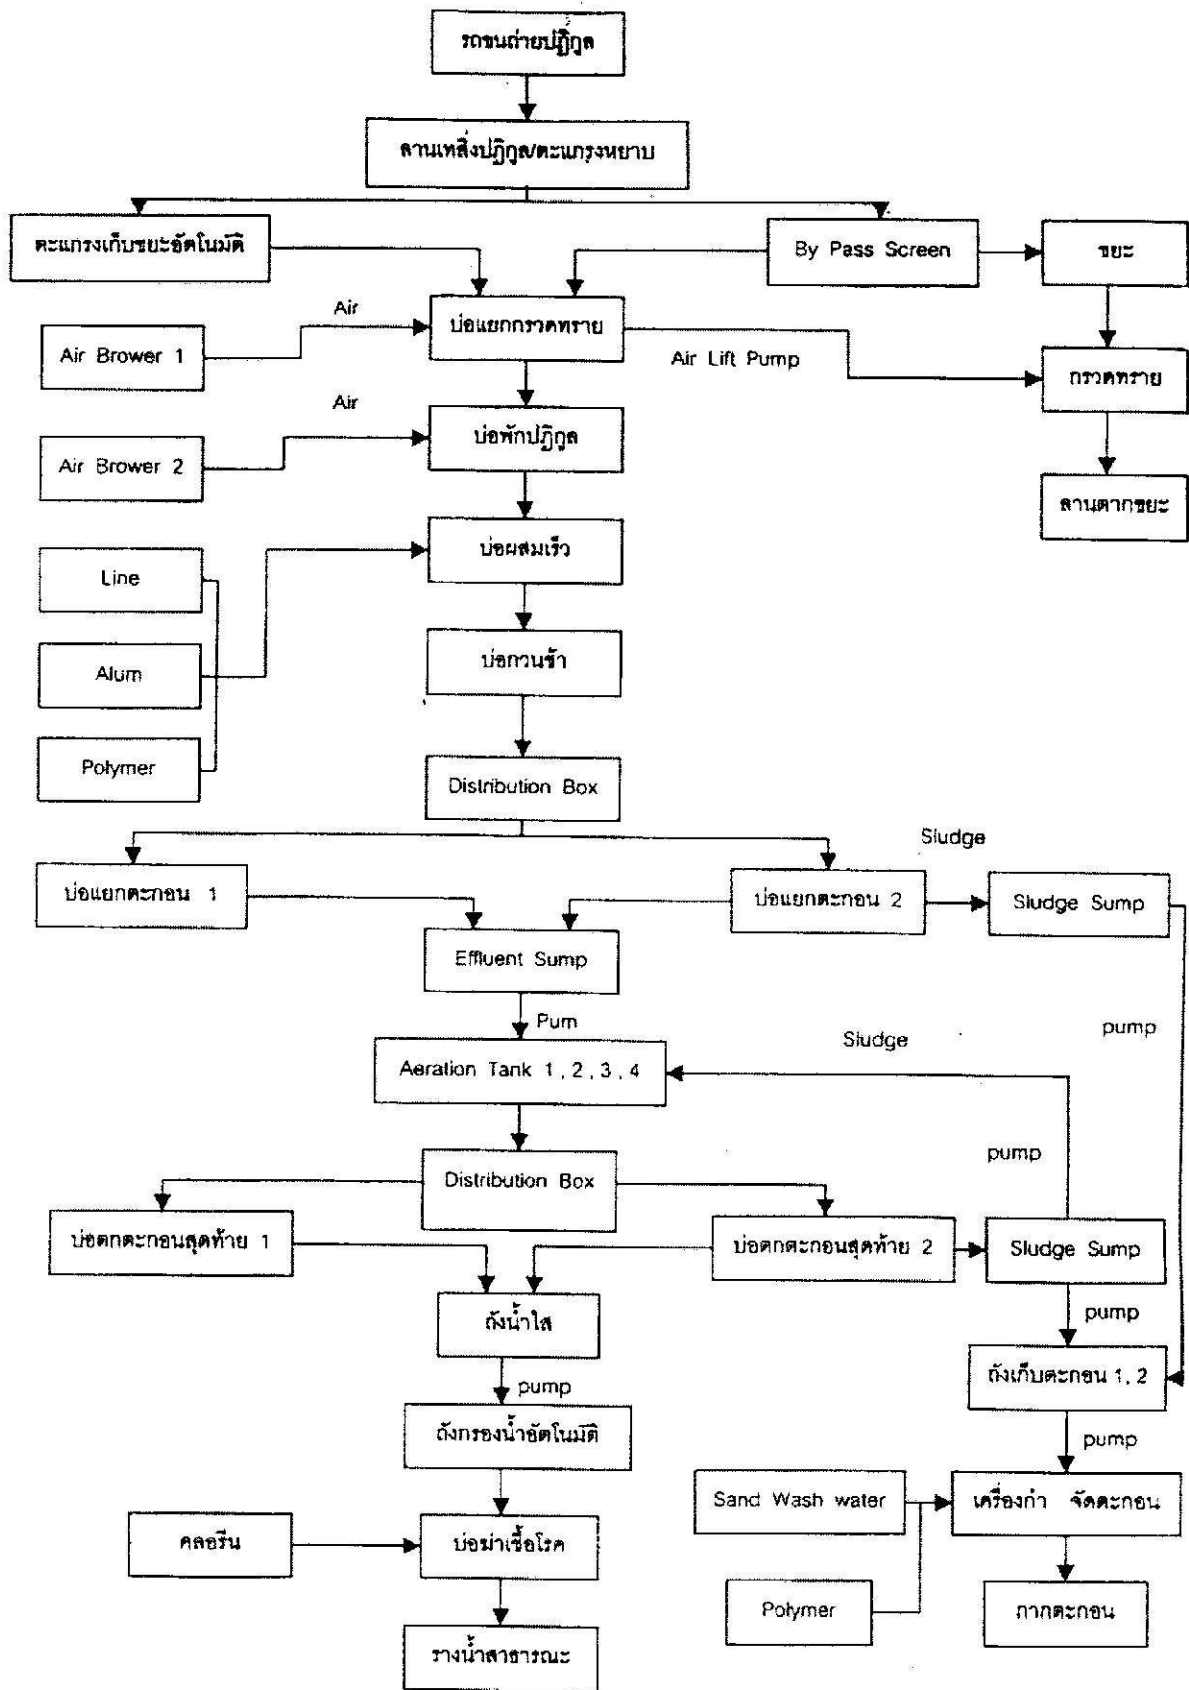 รถขนถ่ายปฏิกูล
ลานเทสิ่งปฏิกูล/ตะแกรงหยาบ
ตะแกรงเก็บขยะอัตโนมัติ
By Pass Screen
ขยะ
Air
บ่อแยกกรวดทราย
Air Brower 1
Air Lift Pump
กรวดทราย
Air
บ่อพักปฏิกูล
Air Brower 2
ลานตากขยะ
บ่อผสมเร็ว
Line
บ่อกวนช้า
Alum
Polymer
Distribution Box
Sludge
บ่อแยกตะกอน 1
บ่อแยกตะกอน 2
Sludge Sump
Effluent Sump
Pum
pump
Sludge
Aeration Tank 1 , 2 , 3 , 4
pump
Distribution Box
บ่อตกตะกอนสุดท้าย 1
บ่อตกตะกอนสุดท้าย 2
Sludge Sump
ถังน้ำใส
pump
ถังเก็บตะกอน 1, 2
pump
ถังกรองน้ำอัตโนมัติ
pump
Sand Wash water
เครื่องกำ จัดตะกอน
คลอรีน
บ่อฆ่าเชื้อโรค
Polymer
กากตะกอน
รางน้ำสาธารณะ